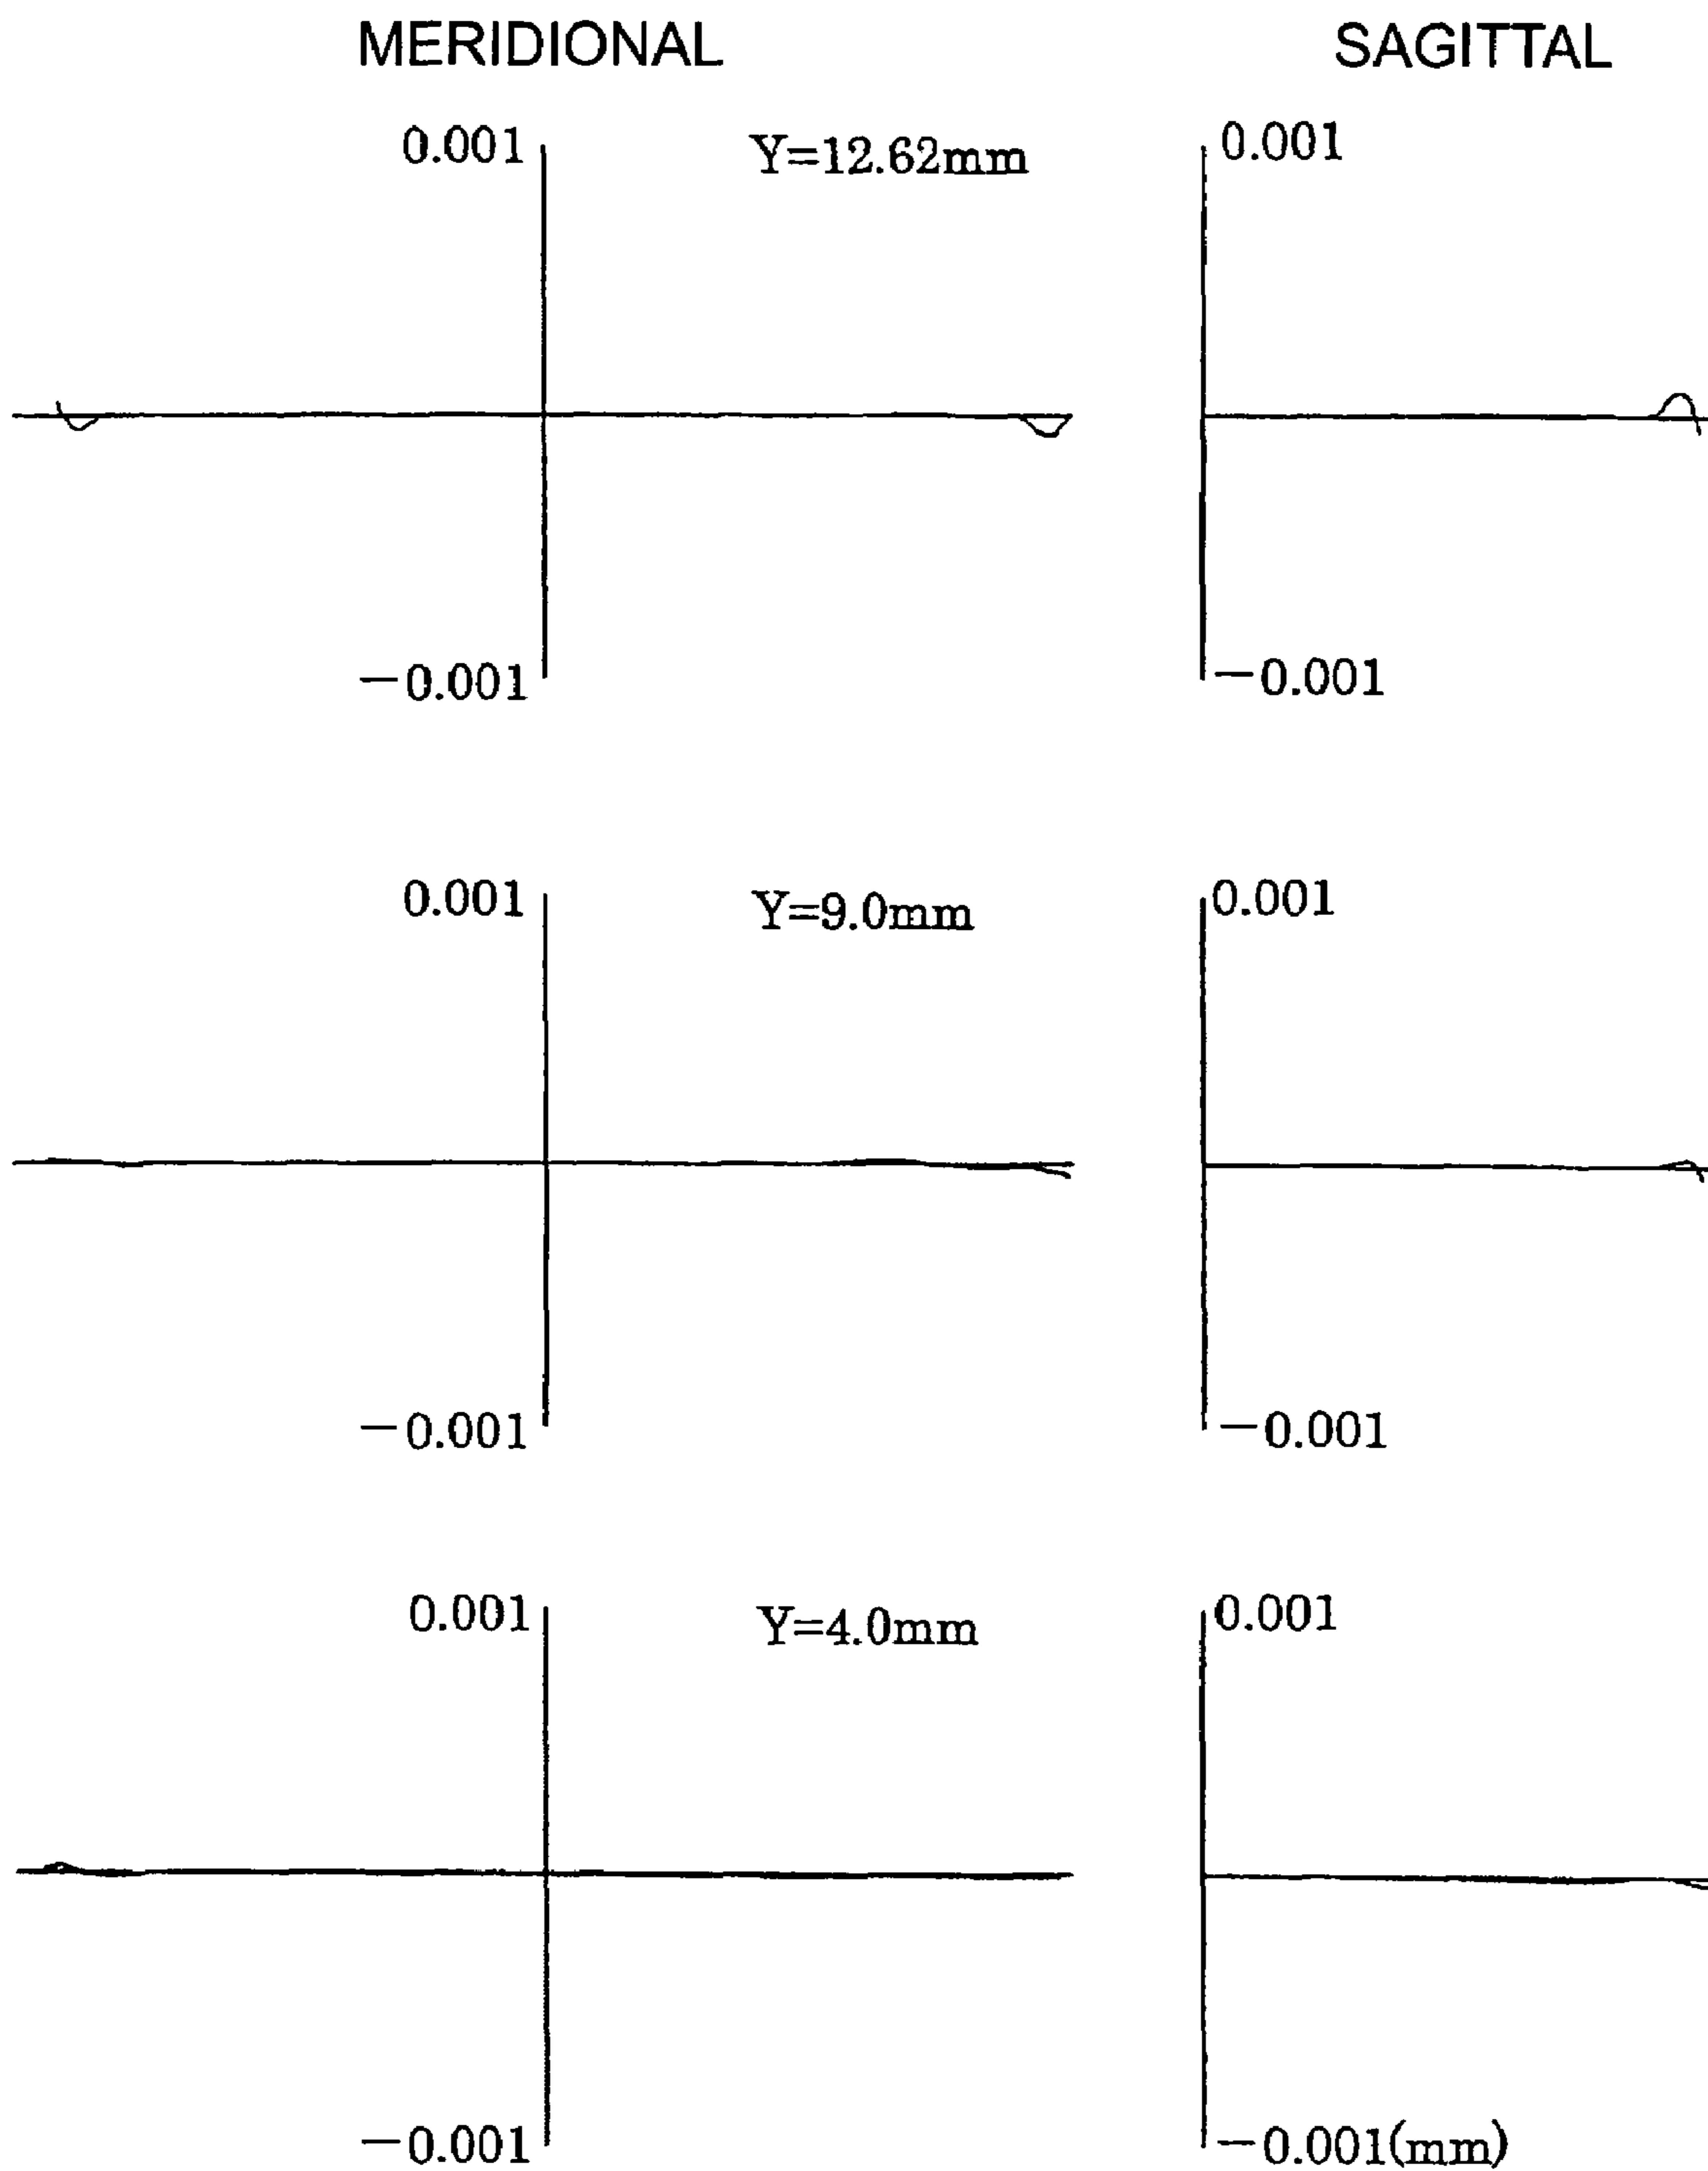 MERIDIONAL SAGITTAL
0.001 Y=12.62mm 0.001
−0.001 −0.001
0.001 Y=9.0mm 0.001
−0.001 −0.001
0.001 Y=4.0mm 0.001
−0.001 −0.001(mm)